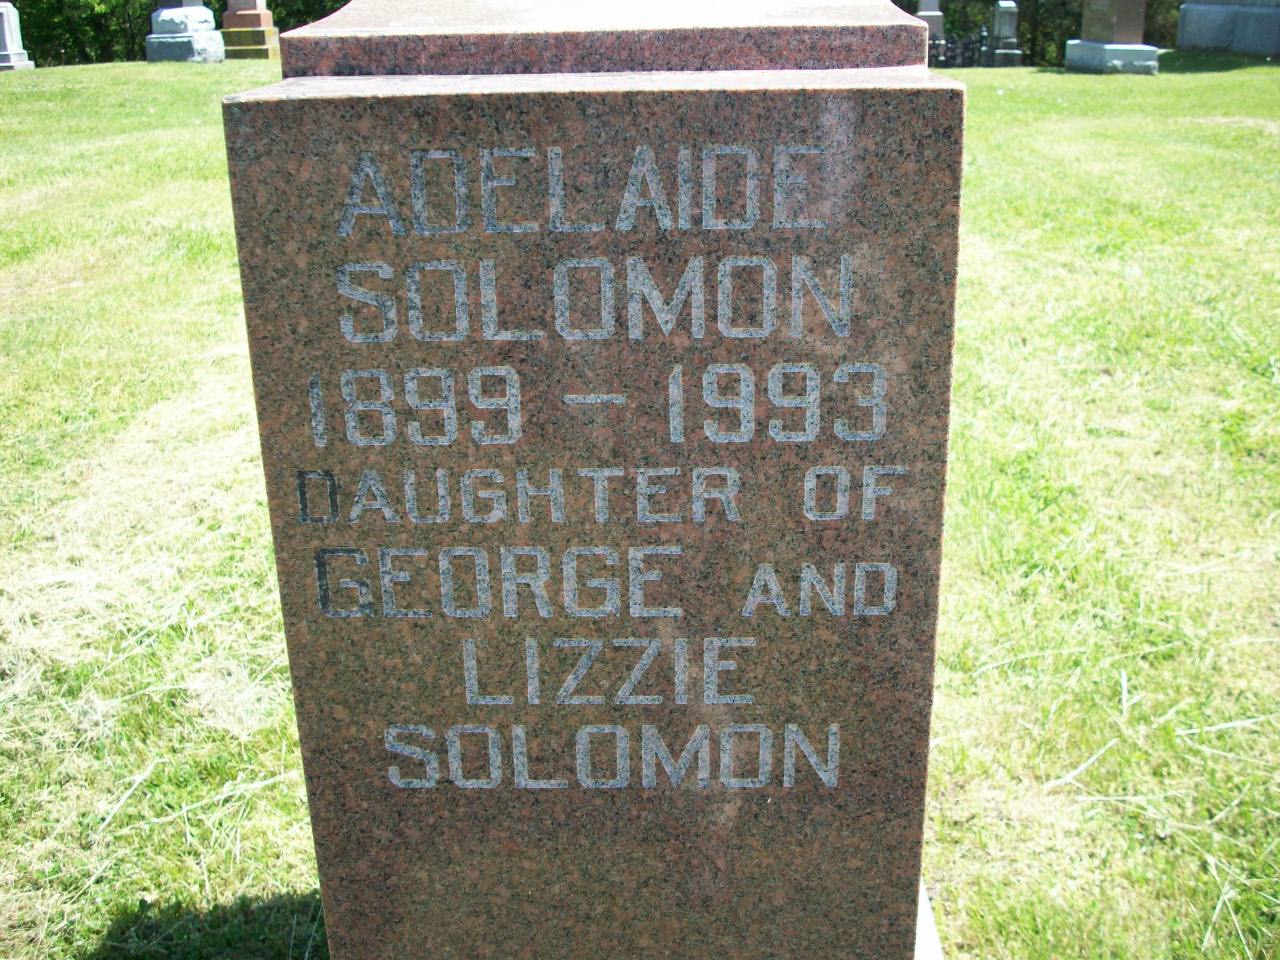 ADELAIDE
SOLOMON
1899 - 1993
DAUGHTER OF
GEORGE AND
LIZZIE
SOLOMON